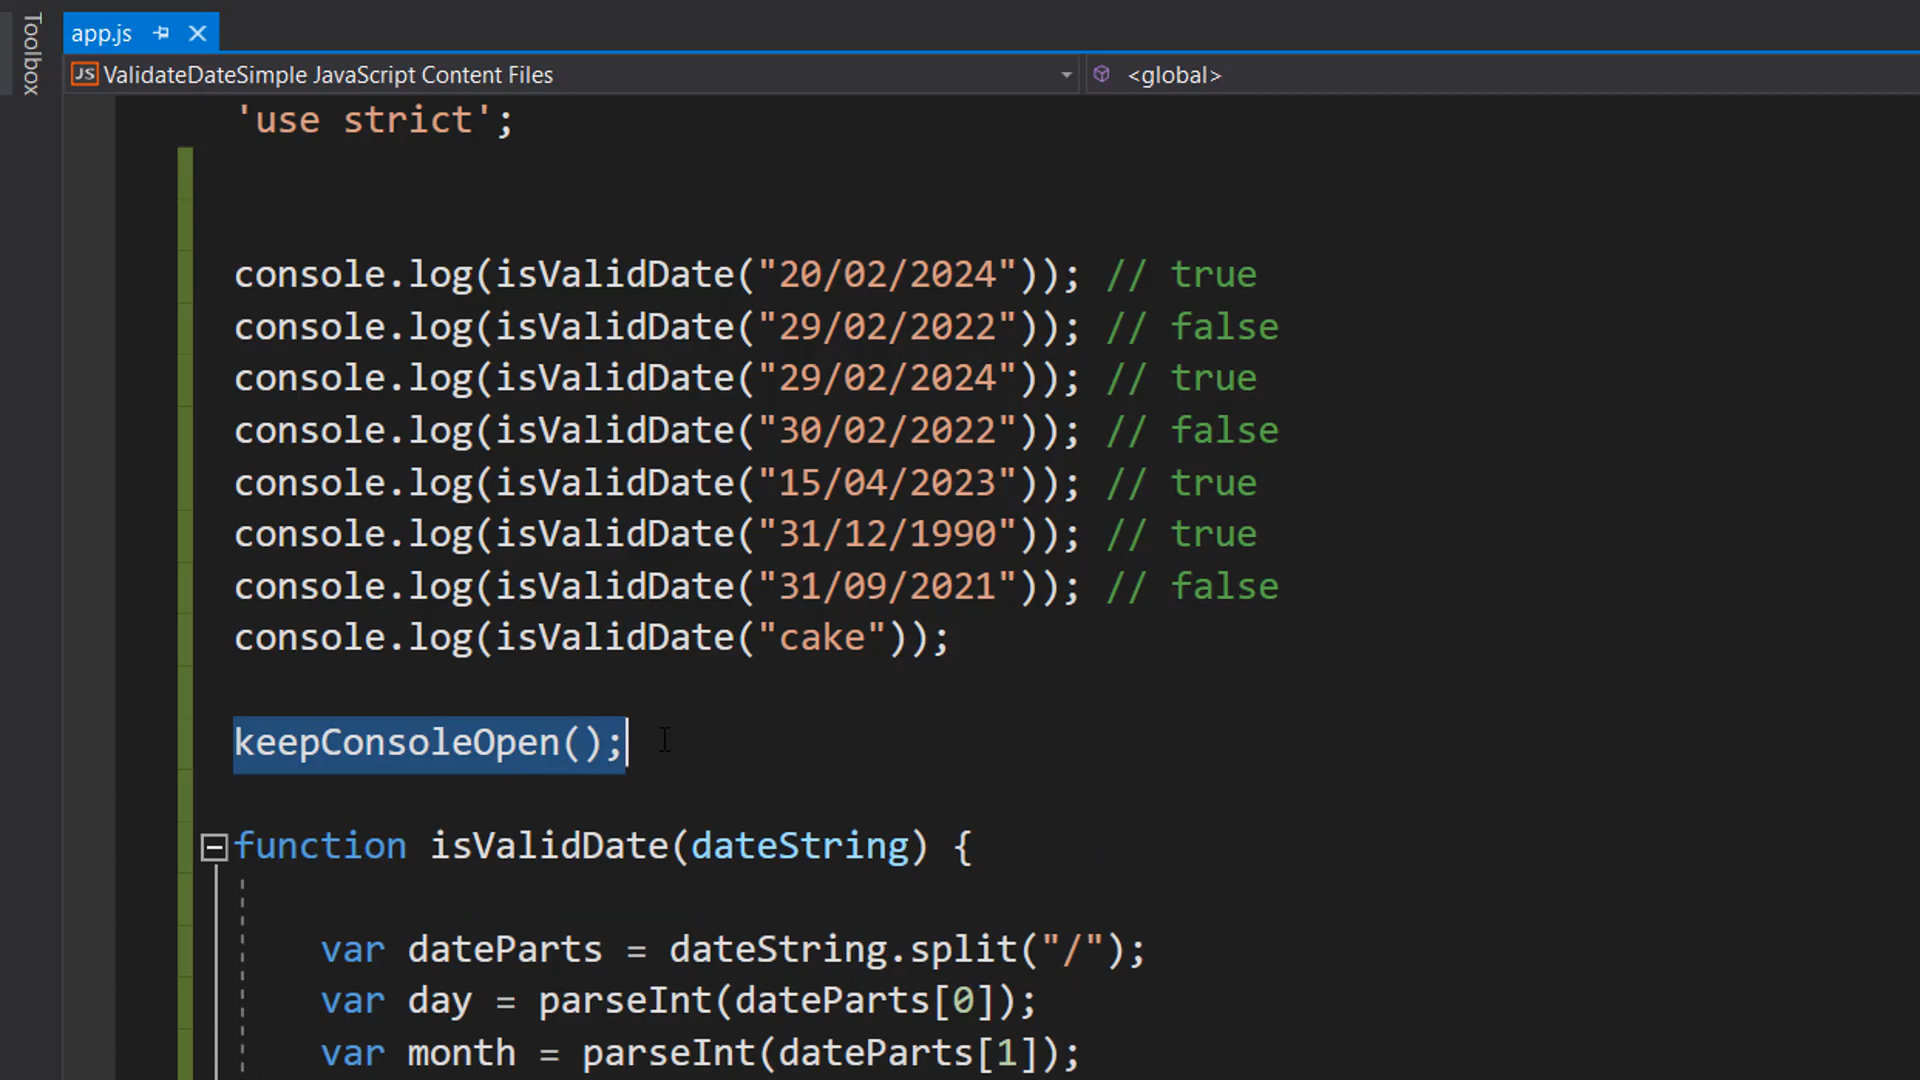 Toolbox
app.js
JS ValidateDateSimple JavaScript Content Files
<global>
'use strict';
console.log(isValidDate("20/02/2024")); // true
console.log(isValidDate("29/02/2022")); // false
console.log(isValidDate("29/02/2024")); // true
console.log(isValidDate("30/02/2022")); // false
console.log(isValidDate("15/04/2023")); // true
console.log(isValidDate("31/12/1990")); // true
console.log(isValidDate("31/09/2021")); // false
console.log(isValidDate("cake"));
keepConsoleOpen();
function isValidDate(dateString) {
var dateParts = dateString.split("/");
var day = parseInt(dateParts[0]);
var month = parseInt(dateParts[1]);